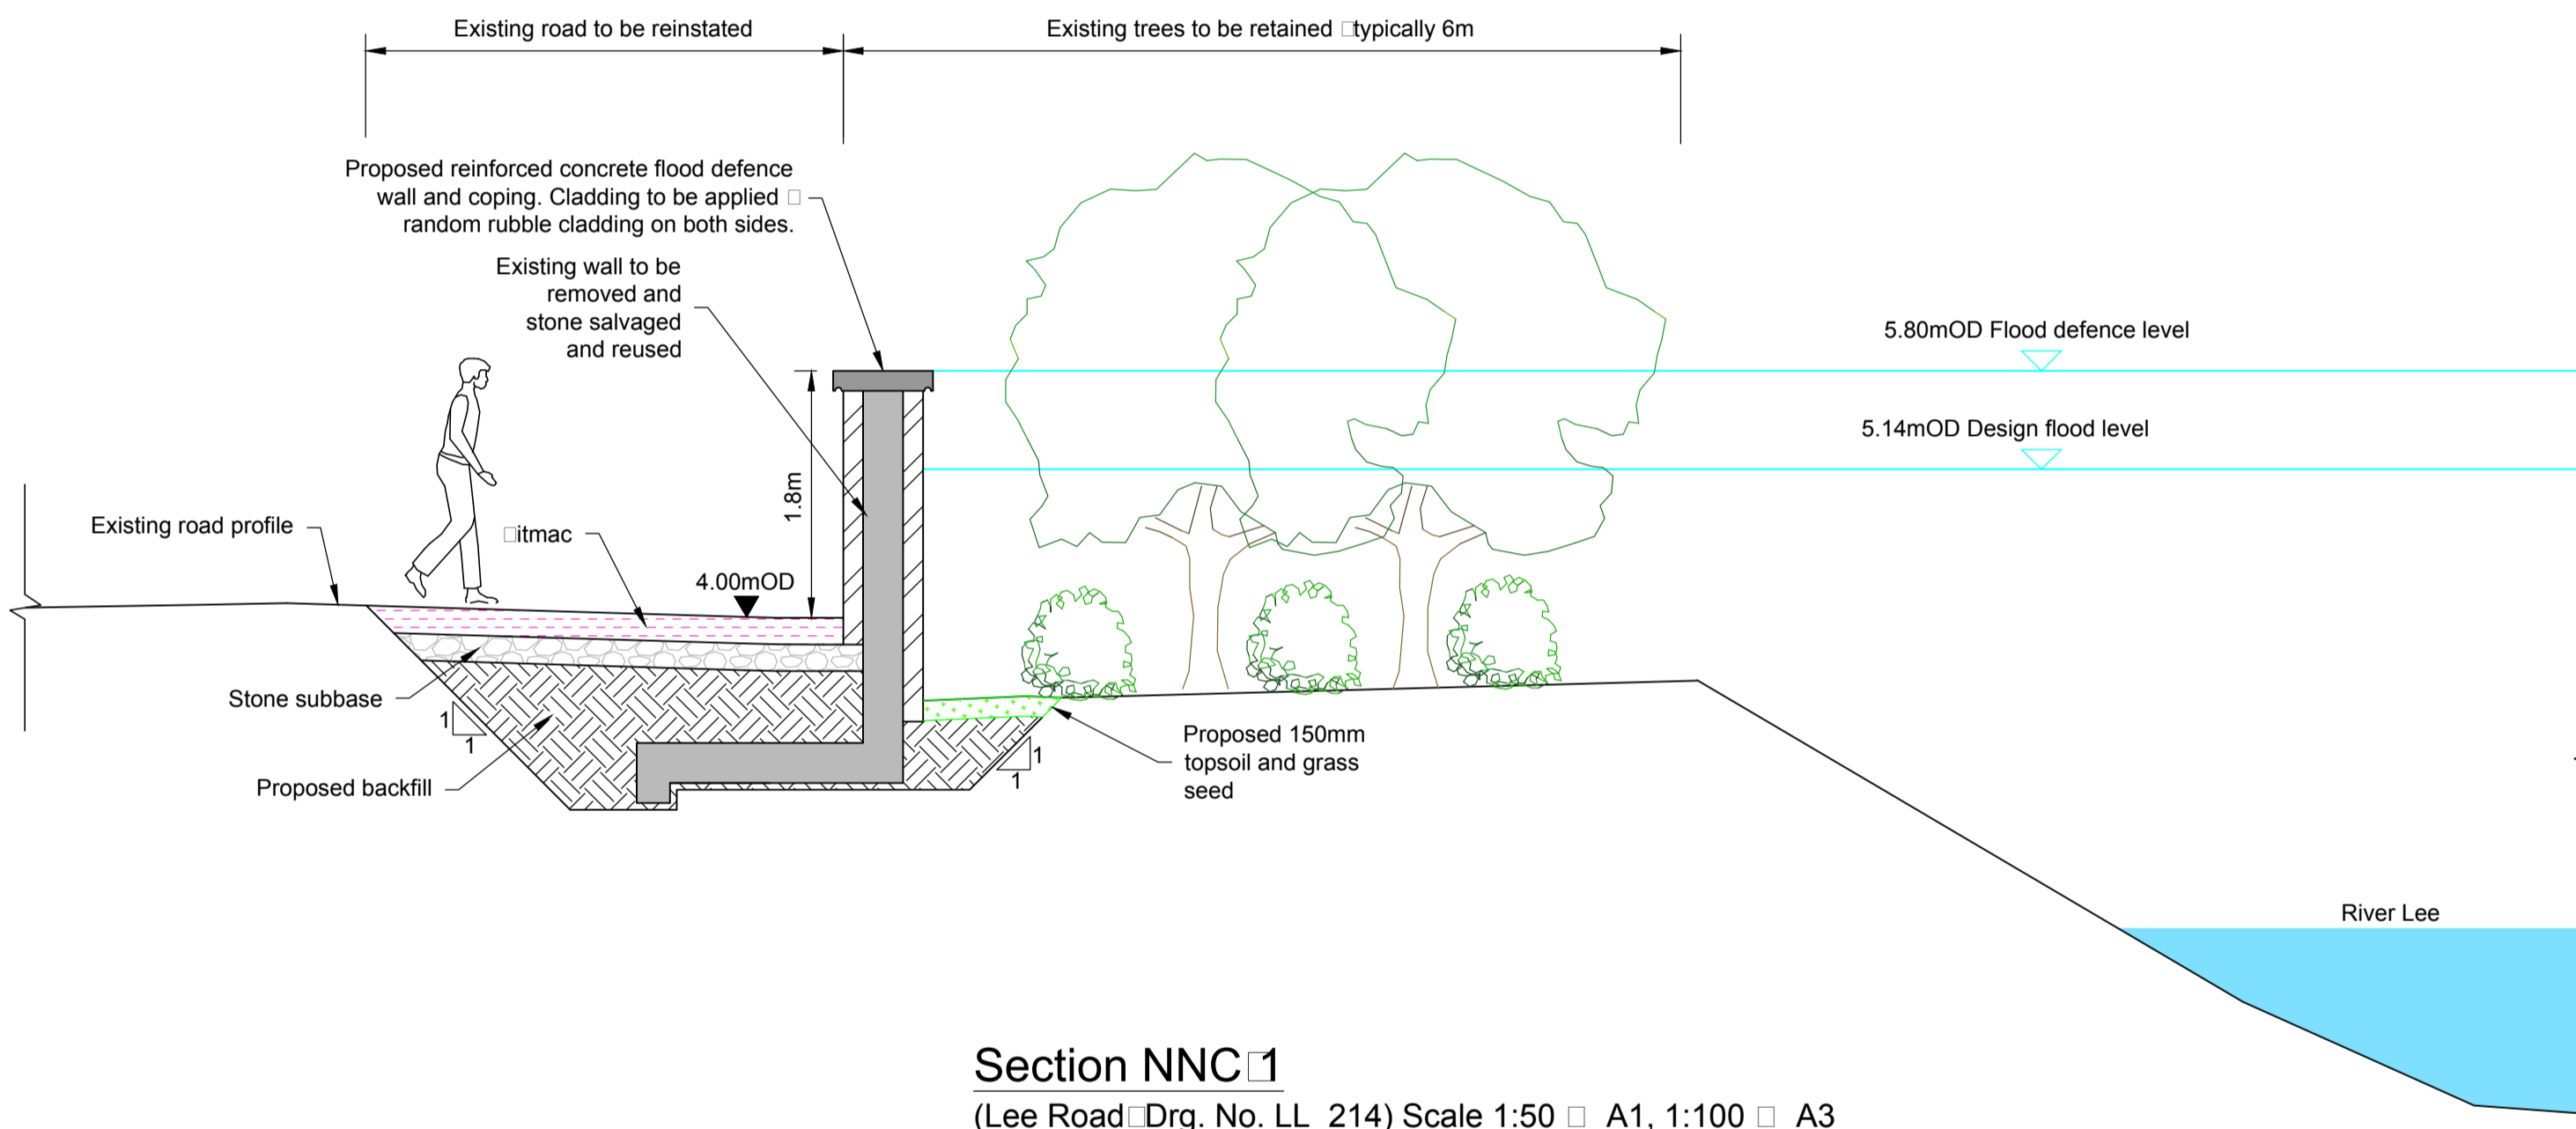 Existing road to be reinstated
Existing trees to be retained □typically 6m
Proposed reinforced concrete flood defence
wall and coping. Cladding to be applied □
random rubble cladding on both sides.
Existing wall to be
removed and
stone salvaged
and reused
5.80mOD Flood defence level
5.14mOD Design flood level
1.8m
Existing road profile
□itmac
4.00mOD
Stone subbase
1
1
Proposed backfill
Proposed 150mm
topsoil and grass
seed
1
1
River Lee
Section NNC□1
(Lee Road□Drg. No. LL_214) Scale 1:50 □ A1, 1:100 □ A3